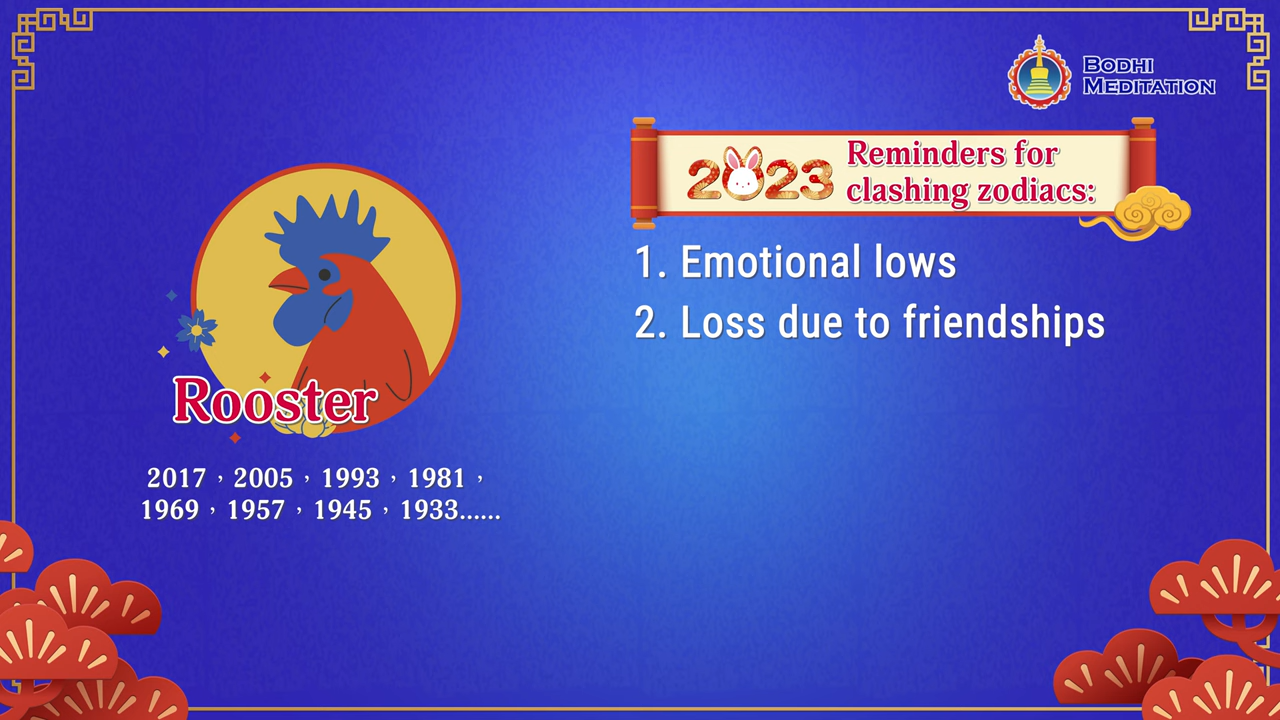 BODHI
MEDITATION
2023
Reminders for
clashing zodiacs:
1. Emotional lows
2. Loss due to friendships
Rooster
2017，2005，1993，1981，
1969，1957，1945，1933......